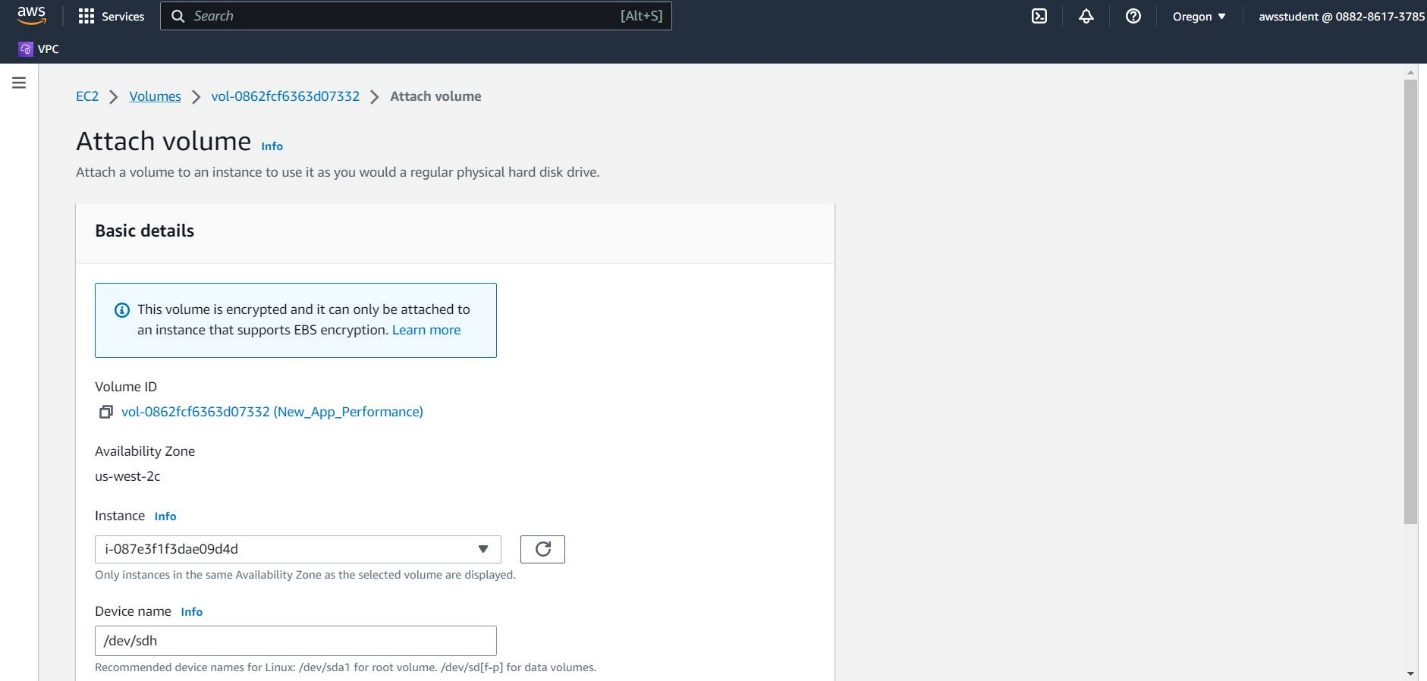 aws
Services
Search
[Alt+S]
Oregon
awsstudent @ 0882-8617-3785
VPC
EC2 > Volumes > vol-0862fcf6363d07332 > Attach volume
Attach volume Info
Attach a volume to an instance to use it as you would a regular physical hard disk drive.
Basic details
This volume is encrypted and it can only be attached to
an instance that supports EBS encryption. Learn more
Volume ID
vol-0862fcf6363d07332 (New_App_Performance)
Availability Zone
us-west-2c
Instance Info
i-087e3f1f3dae09d4d
Only instances in the same Availability Zone as the selected volume are displayed.
Device name Info
/dev/sdh
Recommended device names for Linux: /dev/sda1 for root volume. /dev/sd[f-p] for data volumes.